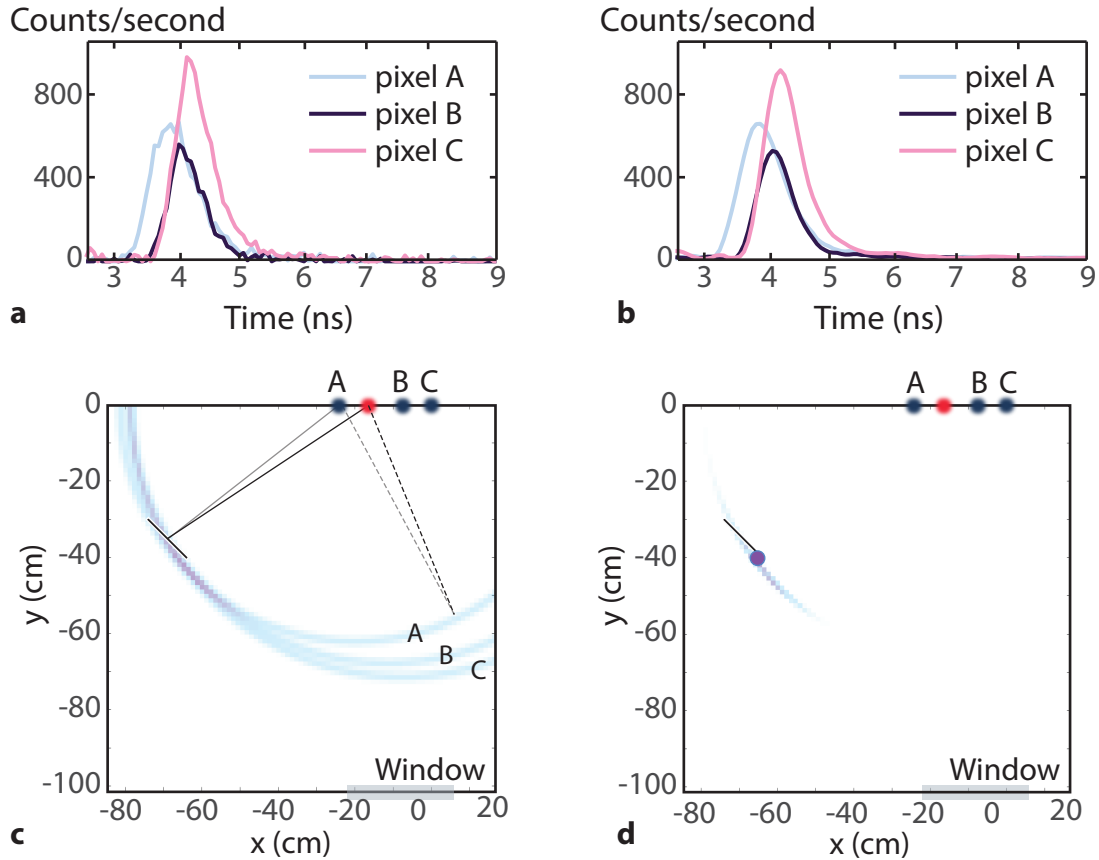 Counts/second
800
400
0
pixel A
pixel B
pixel C
3 4 5 6 7 8 9
Time (ns)
a
Counts/second
800
400
0
pixel A
pixel B
pixel C
3 4 5 6 7 8 9
Time (ns)
b
A B C
0
-20
-40
-60
-80
-100
y (cm)
A
B
C
Window
-80 -60 -40 -20 0 20
x (cm)
c
A B C
0
-20
-40
-60
-80
-100
y (cm)
Window
-80 -60 -40 -20 0 20
x (cm)
d